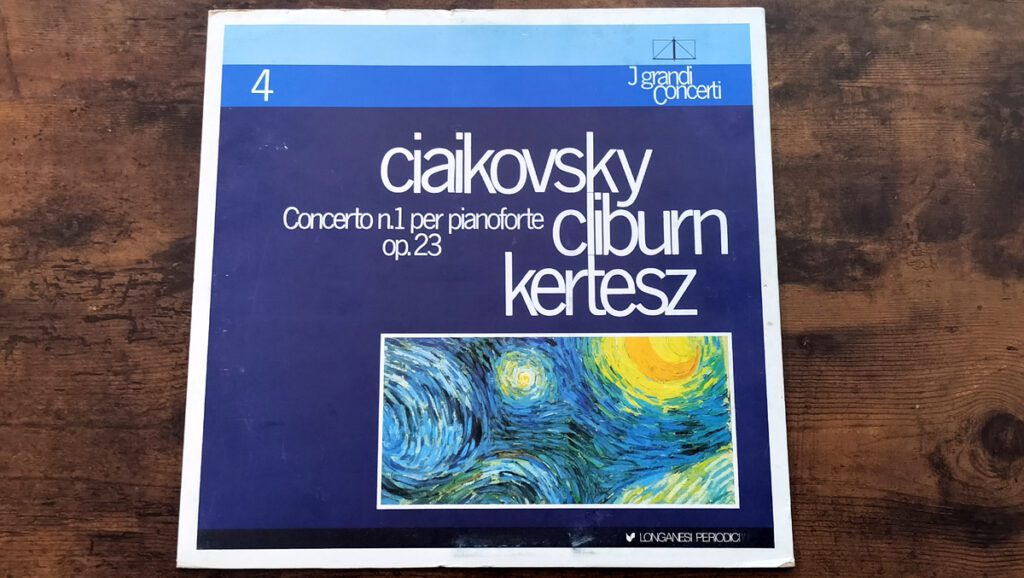 4
J grandi
Concerti
ciaikovsky
Concerto n.1 per pianoforte
op. 23
cliburn
kertesz
LONGANESI PERIODICI